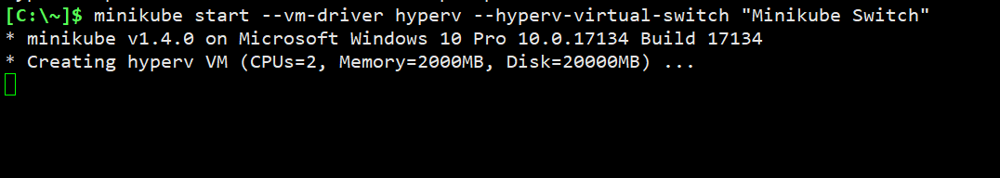 [C:\~]$ minikube start --vm-driver hyperv --hyperv-virtual-switch "Minikube Switch"
* minikube v1.4.0 on Microsoft Windows 10 Pro 10.0.17134 Build 17134
* Creating hyperv VM (CPUs=2, Memory=2000MB, Disk=20000MB) ...